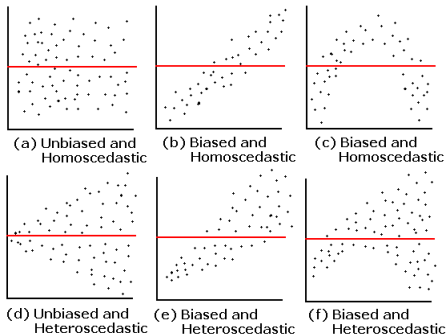 (a) Unbiased and
Homoscedastic
(b) Biased and
Homoscedastic
(c) Biased and
Homoscedastic
(d) Unbiased and
Heteroscedastic
(e) Biased and
Heteroscedastic
(f) Biased and
Heteroscedastic